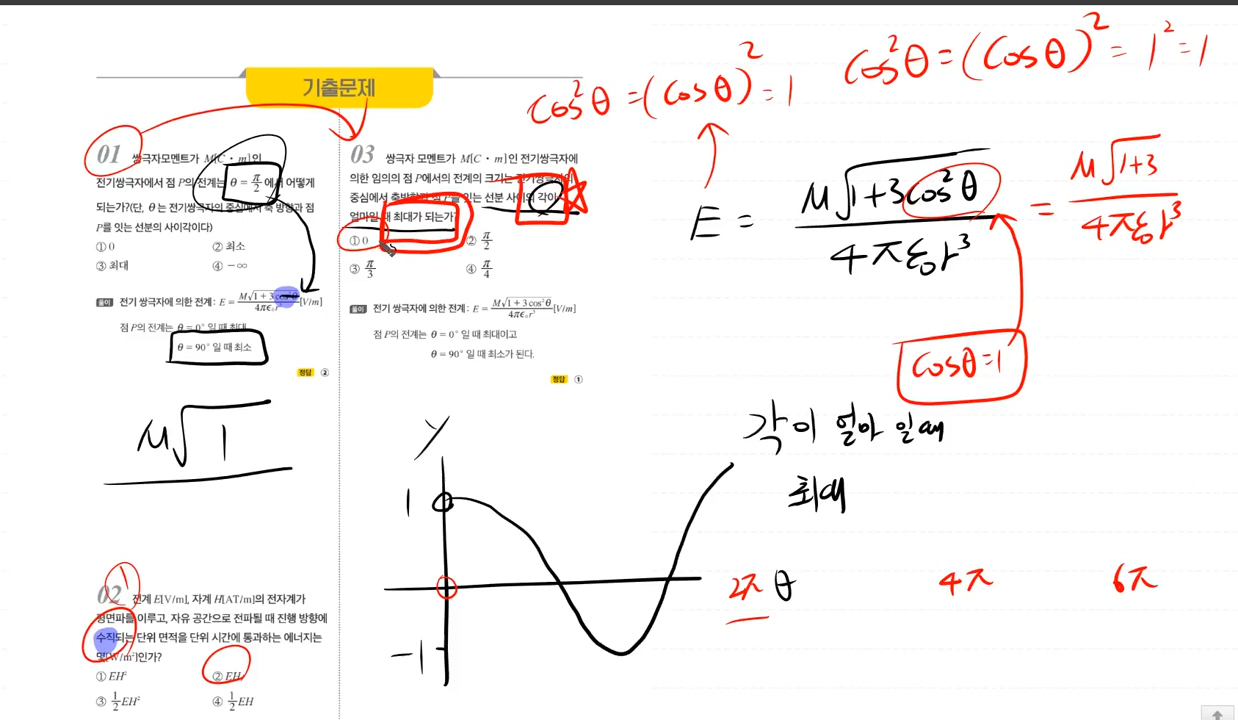 기출문제
01 쌍극자모멘트가 M[C·m]인
전기쌍극자에서 점 P의 전계는 θ = π/2 에서 어떻게
되는가?(단, θ는 전기쌍극자의 중심에서 축 방향과 점
P를 잇는 선분의 사이각이다)
① 0 ② 최소
③ 최대 ④ -∞
풀이 전기 쌍극자에 의한 전계: E = M√1+3cos²θ / 4πε₀r³ [V/m]
점 P의 전계는 θ = 0° 일 때 최대
θ = 90° 일 때 최소
정답 ②
M√1
02 전계 E[V/m], 자계 H[AT/m]의 전자계가
평면파를 이루고, 자유 공간으로 전파될 때 진행 방향에
수직되는 단위 면적을 단위 시간에 통과하는 에너지는
몇[W/m²]인가?
① EH² ② EH
③ 1/2 EH² ④ 1/2 EH
03 쌍극자 모멘트가 M[C·m]인 전기쌍극자에
의한 임의의 점 P에서의 전계의 크기는 전기쌍극자의
중심에서 축방향과 점 P를 잇는 선분 사이의 각이
얼마일 때 최대가 되는가?
① 0 ② π/2
③ π/3 ④ π/4
풀이 전기 쌍극자에 의한 전계: E = M√1+3cos²θ / 4πε₀r³ [V/m]
점 P의 전계는 θ = 0° 일 때 최대이고
θ = 90° 일 때 최소가 된다.
정답 ①
cos²θ = (cosθ)² = 1
cos²θ = (cosθ)² = 1² = 1
E = M√1+3cos²θ / 4πε₀r³ = M√1+3 / 4πε₀r³
cosθ = 1
각이 얼마 일때
최대
y
1
-1
2π θ 4π 6π